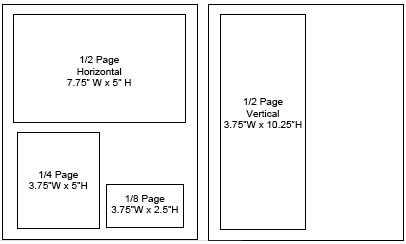 1/2 Page
Horizontal
7.75" W x 5" H
1/4 Page
3.75"W x 5"H
1/8 Page
3.75"W x 2.5"H
1/2 Page
Vertical
3.75"W x 10.25"H